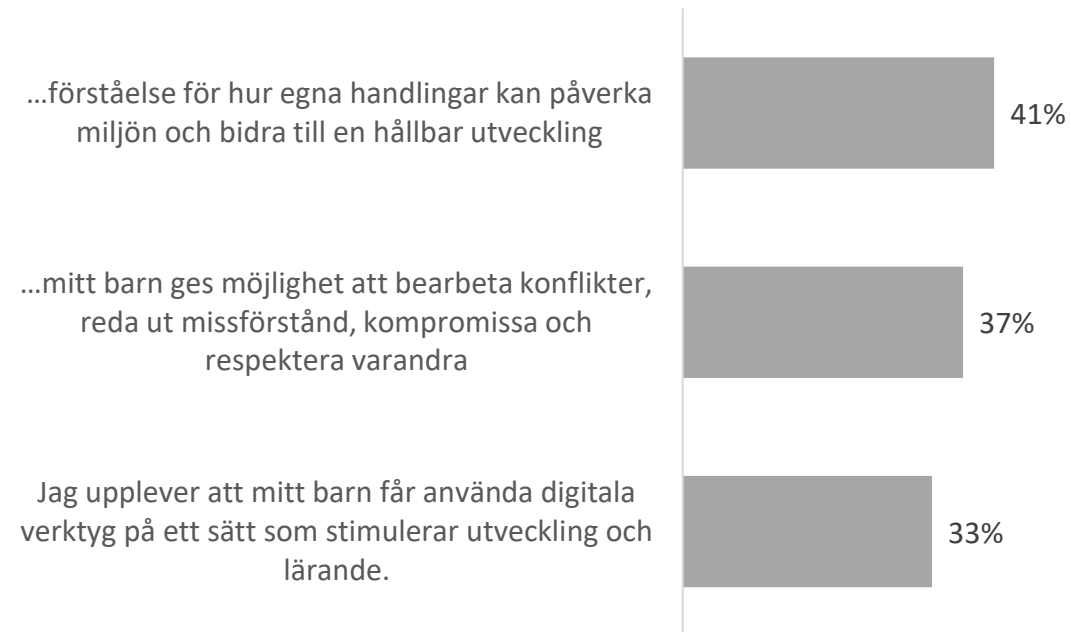 ...förståelse för hur egna handlingar kan påverka
miljön och bidra till en hållbar utveckling
41%
...mitt barn ges möjlighet att bearbeta konflikter,
reda ut missförstånd, kompromissa och
respektera varandra
37%
Jag upplever att mitt barn får använda digitala
verktyg på ett sätt som stimulerar utveckling och
lärande.
33%